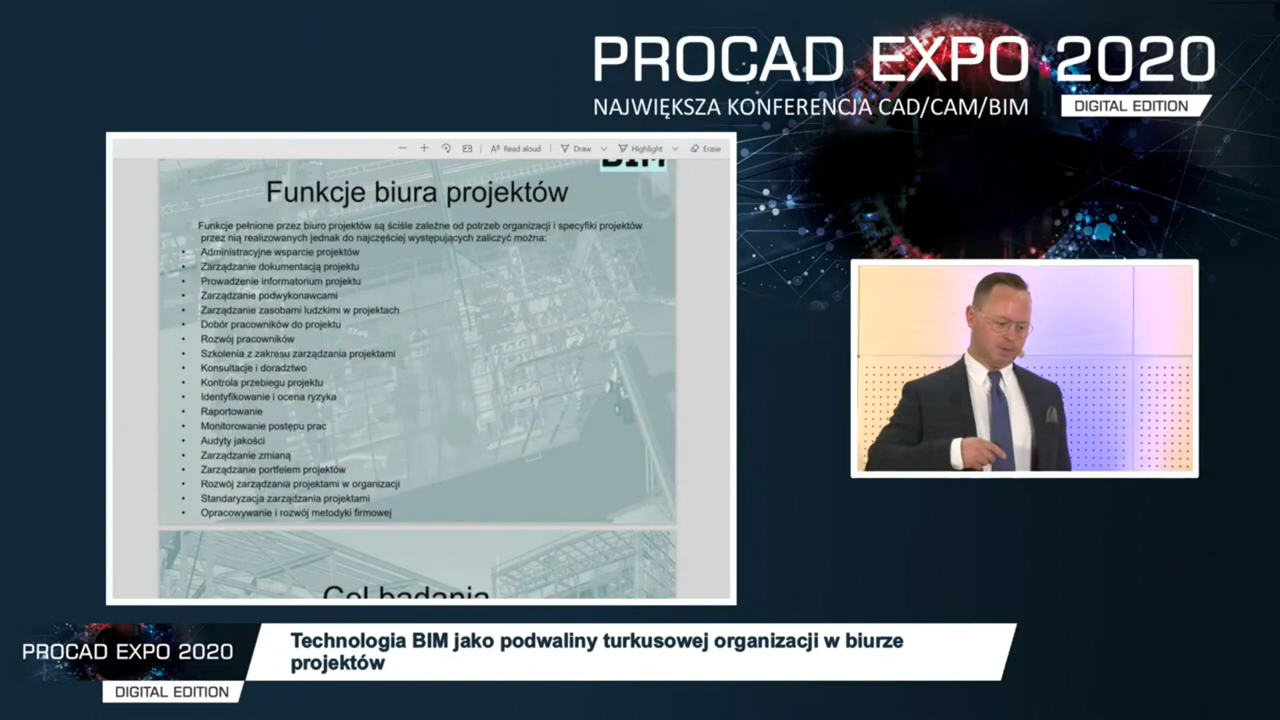 PROCAD EXPO 2020
NAJWIĘKSZA KONFERENCJA CAD/CAM/BIM
DIGITAL EDITION
Read aloud
Draw
Highlight
Erase
BIM
Funkcje biura projektów
Funkcje pełnione przez biuro projektów są ściśle zależne od potrzeb organizacji i specyfiki projektów
przez nią realizowanych jednak do najczęściej występujących zaliczyć można:
• Administracyjne wsparcie projektów
• Zarządzanie dokumentacją projektu
• Prowadzenie informatorium projektu
• Zarządzanie podwykonawcami
• Zarządzanie zasobami ludzkimi w projektach
• Dobór pracowników do projektu
• Rozwój pracowników
• Szkolenia z zakresu zarządzania projektami
• Konsultacje i doradztwo
• Kontrola przebiegu projektu
• Identyfikowanie i ocena ryzyka
• Raportowanie
• Monitorowanie postępu prac
• Audyty jakości
• Zarządzanie zmianą
• Zarządzanie portfelem projektów
• Rozwój zarządzania projektami w organizacji
• Standaryzacja zarządzania projektami
• Opracowywanie i rozwój metodyki firmowej
Cel badania
PROCAD EXPO 2020
DIGITAL EDITION
Technologia BIM jako podwaliny turkusowej organizacji w biurze
projektów